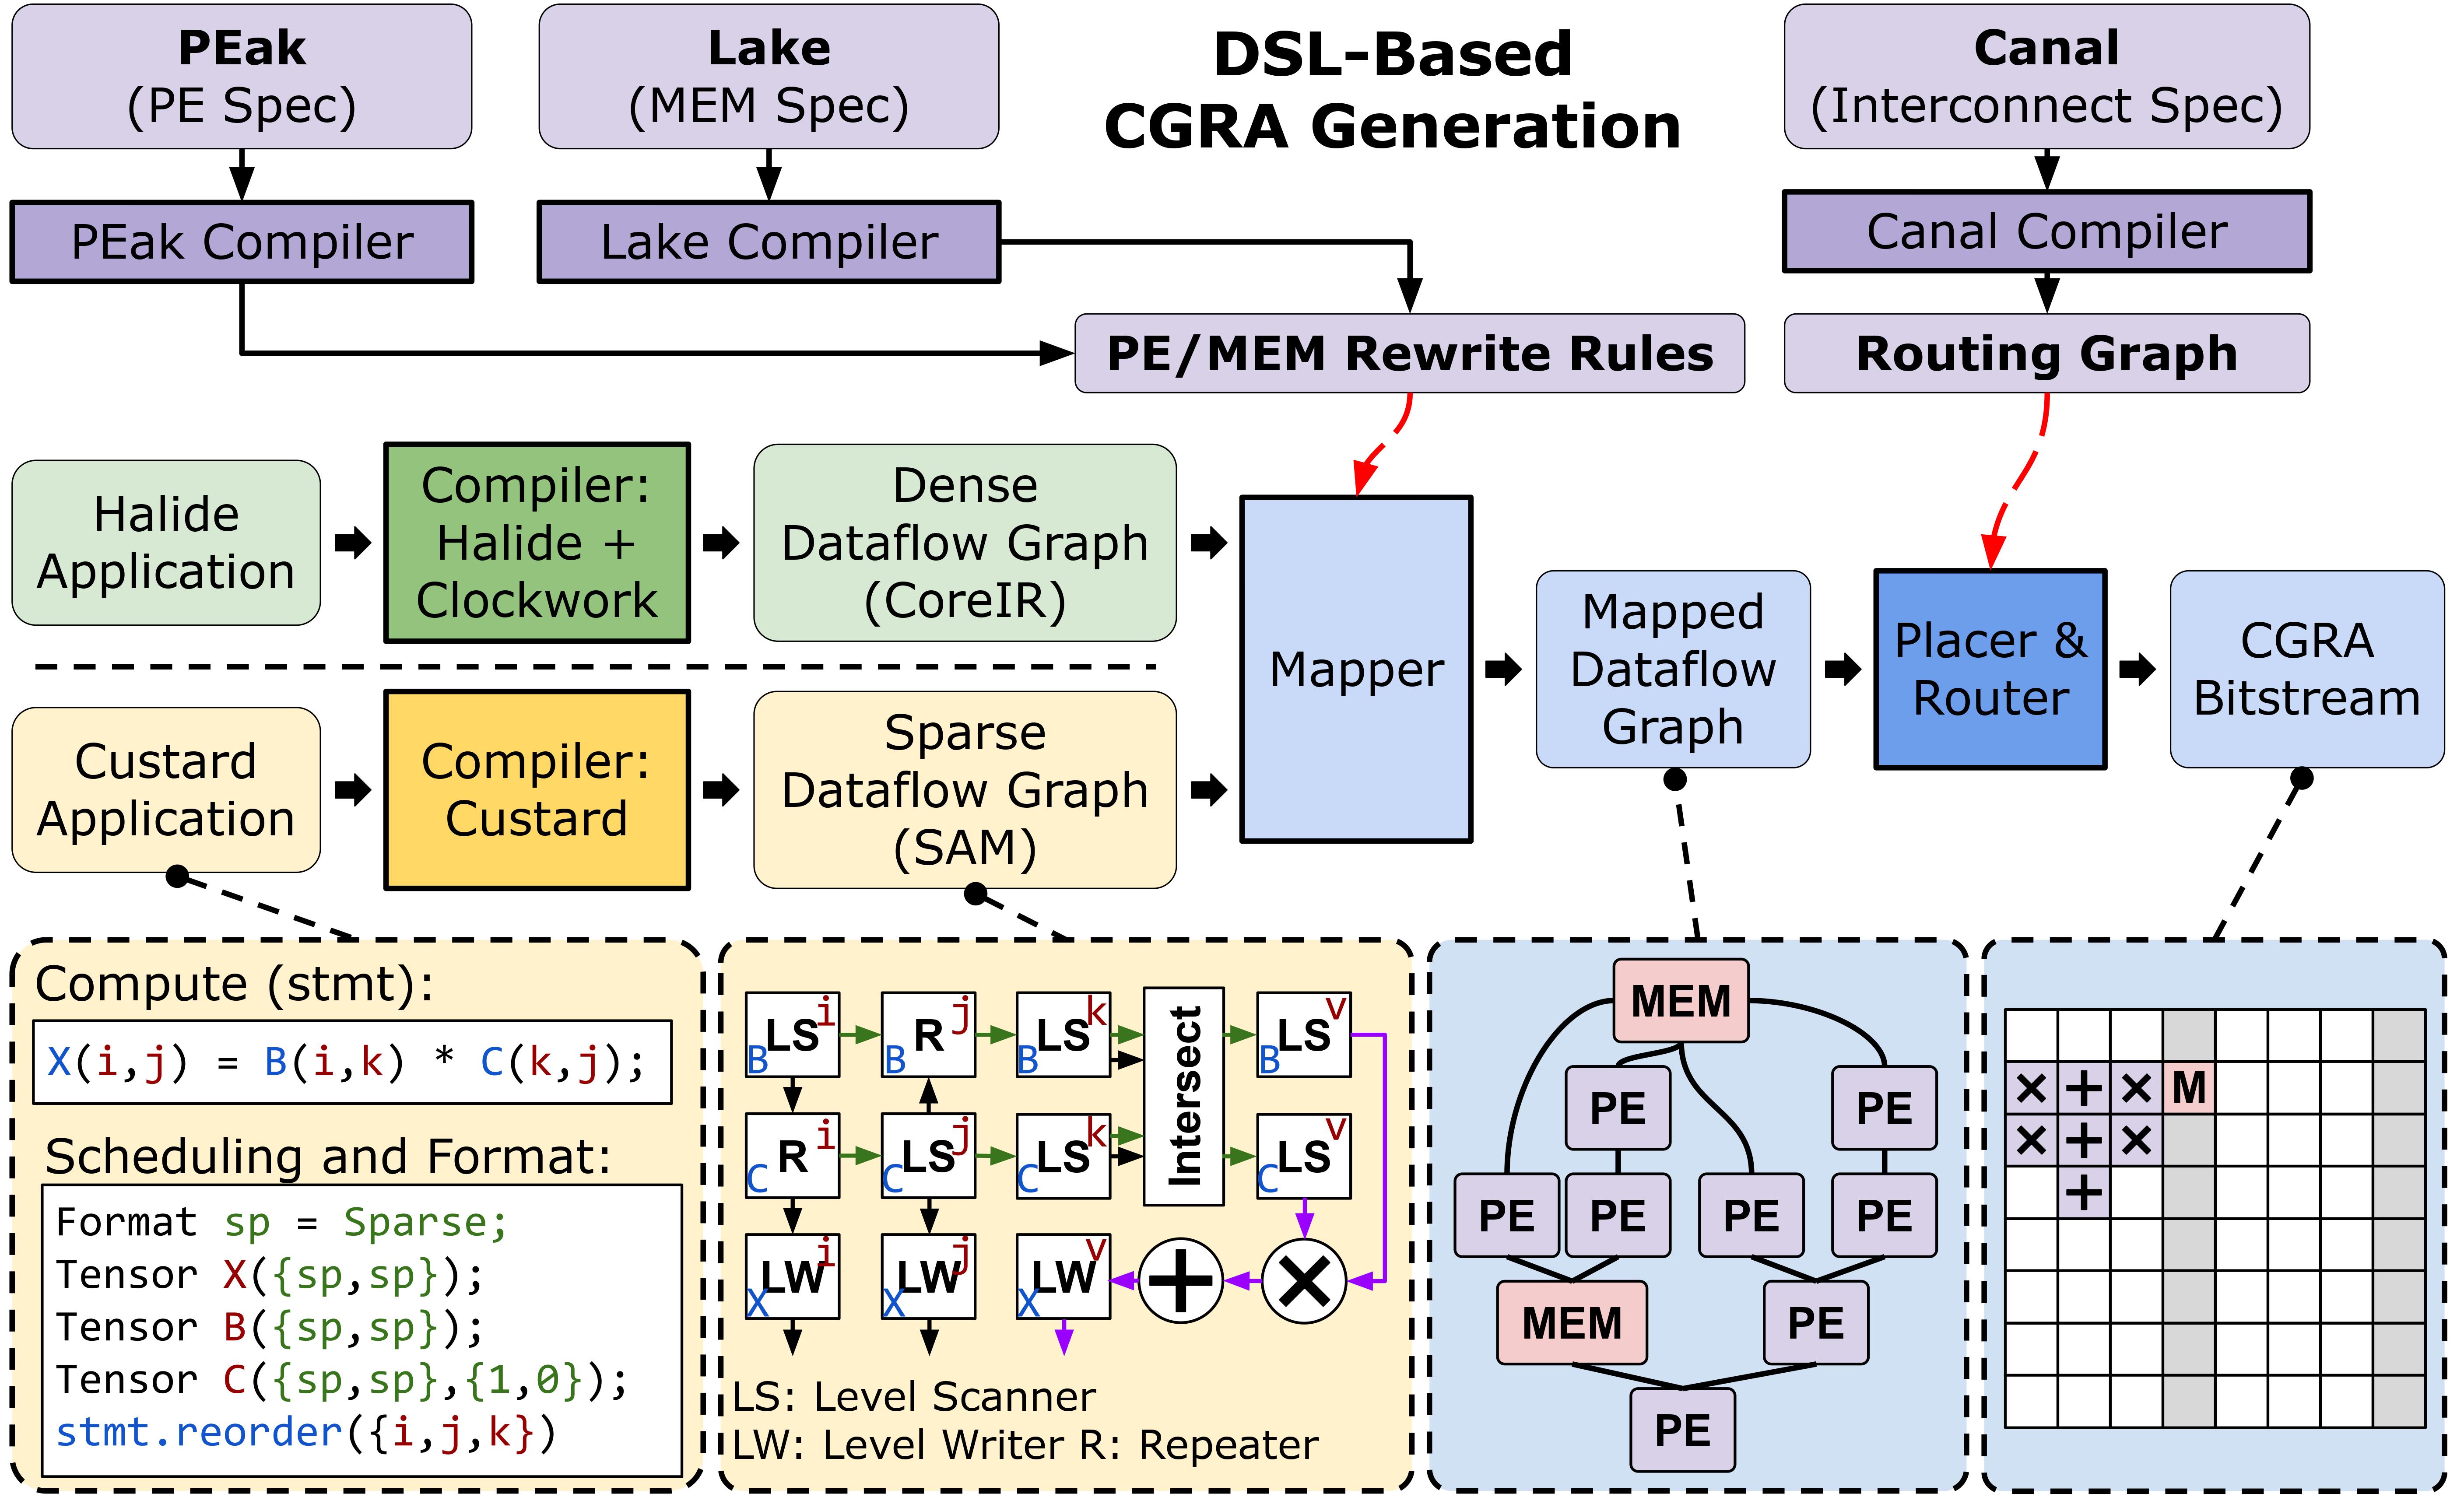 PEak
(PE Spec)
Lake
(MEM Spec)
DSL-Based
CGRA Generation
Canal
(Interconnect Spec)
PEak Compiler
Lake Compiler
Canal Compiler
PE/MEM Rewrite Rules
Routing Graph
Halide
Application
Compiler:
Halide +
Clockwork
Dense
Dataflow Graph
(CoreIR)
Custard
Application
Compiler:
Custard
Sparse
Dataflow Graph
(SAM)
Mapper
Mapped
Dataflow
Graph
Placer &
Router
CGRA
Bitstream
Compute (stmt):
X(i,j) = B(i,k) * C(k,j);
Scheduling and Format:
Format sp = Sparse;
Tensor X({sp,sp});
Tensor B({sp,sp});
Tensor C({sp,sp},{1,0});
stmt.reorder({i,j,k})
LS i B
R j B
LS k B
Intersect
LS v B
R i C
LS j C
LS k C
LS v C
LW i X
LW j X
LW v X
+
×
LS: Level Scanner
LW: Level Writer R: Repeater
MEM
PE
PE
PE
PE
PE
PE
MEM
PE
PE
× + × M
× + ×
+